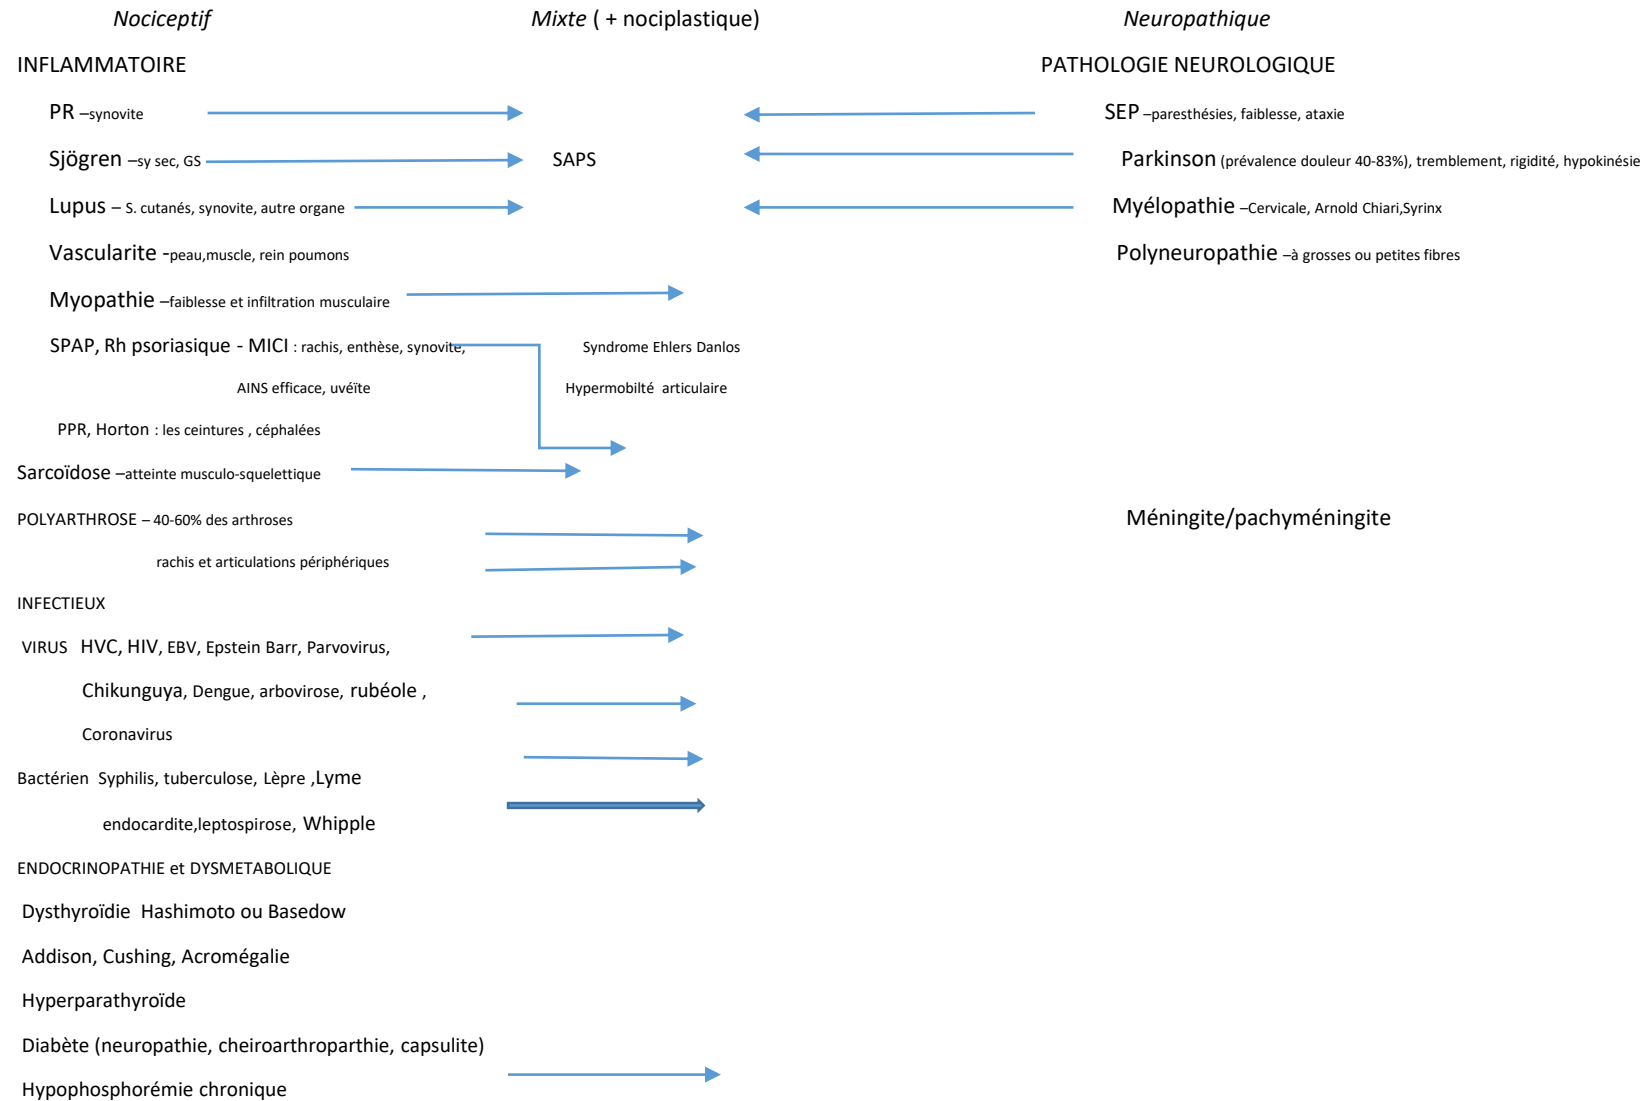 Nociceptif Mixte ( + nociplastique) Neuropathique
INFLAMMATOIRE PATHOLOGIE NEUROLOGIQUE
PR –synovite SEP –paresthésies, faiblesse, ataxie
Sjögren –sy sec, GS SAPS Parkinson (prévalence douleur 40-83%), tremblement, rigidité, hypokinésie
Lupus – S. cutanés, synovite, autre organe Myélopathie –Cervicale, Arnold Chiari,Syrinx
Vascularite -peau,muscle, rein poumons Polyneuropathie –à grosses ou petites fibres
Myopathie –faiblesse et infiltration musculaire
SPAP, Rh psoriasique - MICI : rachis, enthèse, synovite, Syndrome Ehlers Danlos
AINS efficace, uvéïte Hypermobilté articulaire
PPR, Horton : les ceintures , céphalées
Sarcoïdose –atteinte musculo-squelettique
POLYARTHROSE – 40-60% des arthroses Méningite/pachyméningite
rachis et articulations périphériques
INFECTIEUX
VIRUS HVC, HIV, EBV, Epstein Barr, Parvovirus,
Chikunguya, Dengue, arbovirose, rubéole ,
Coronavirus
Bactérien Syphilis, tuberculose, Lèpre ,Lyme
endocardite,leptospirose, Whipple
ENDOCRINOPATHIE et DYSMETABOLIQUE
Dysthyroïdie Hashimoto ou Basedow
Addison, Cushing, Acromégalie
Hyperparathyroïde
Diabète (neuropathie, cheiroarthroparthie, capsulite)
Hypophosphorémie chronique